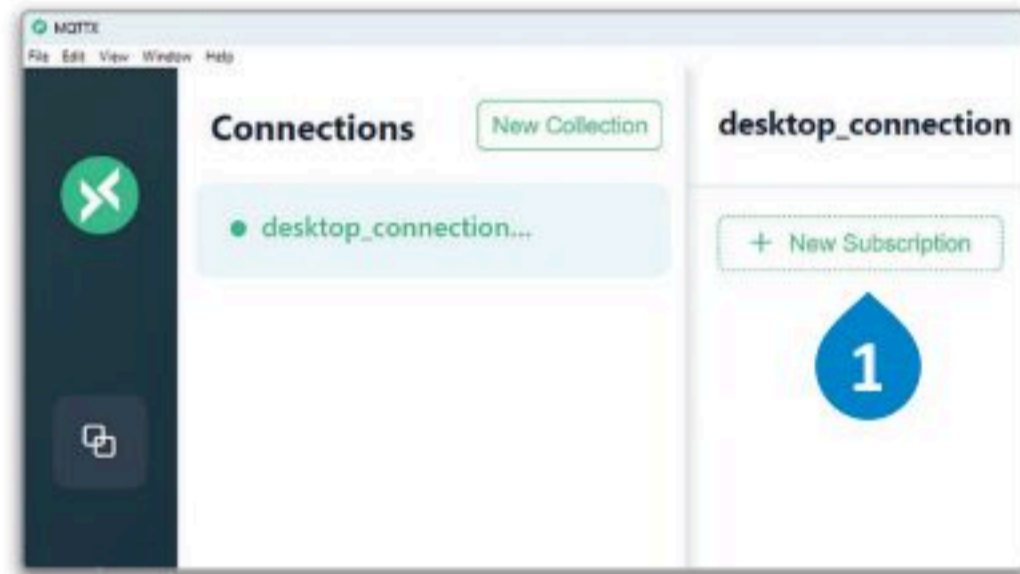 MQTTX
File Edit View Window Help
Connections
New Collection
desktop_connection...
desktop_connection
+ New Subscription
1